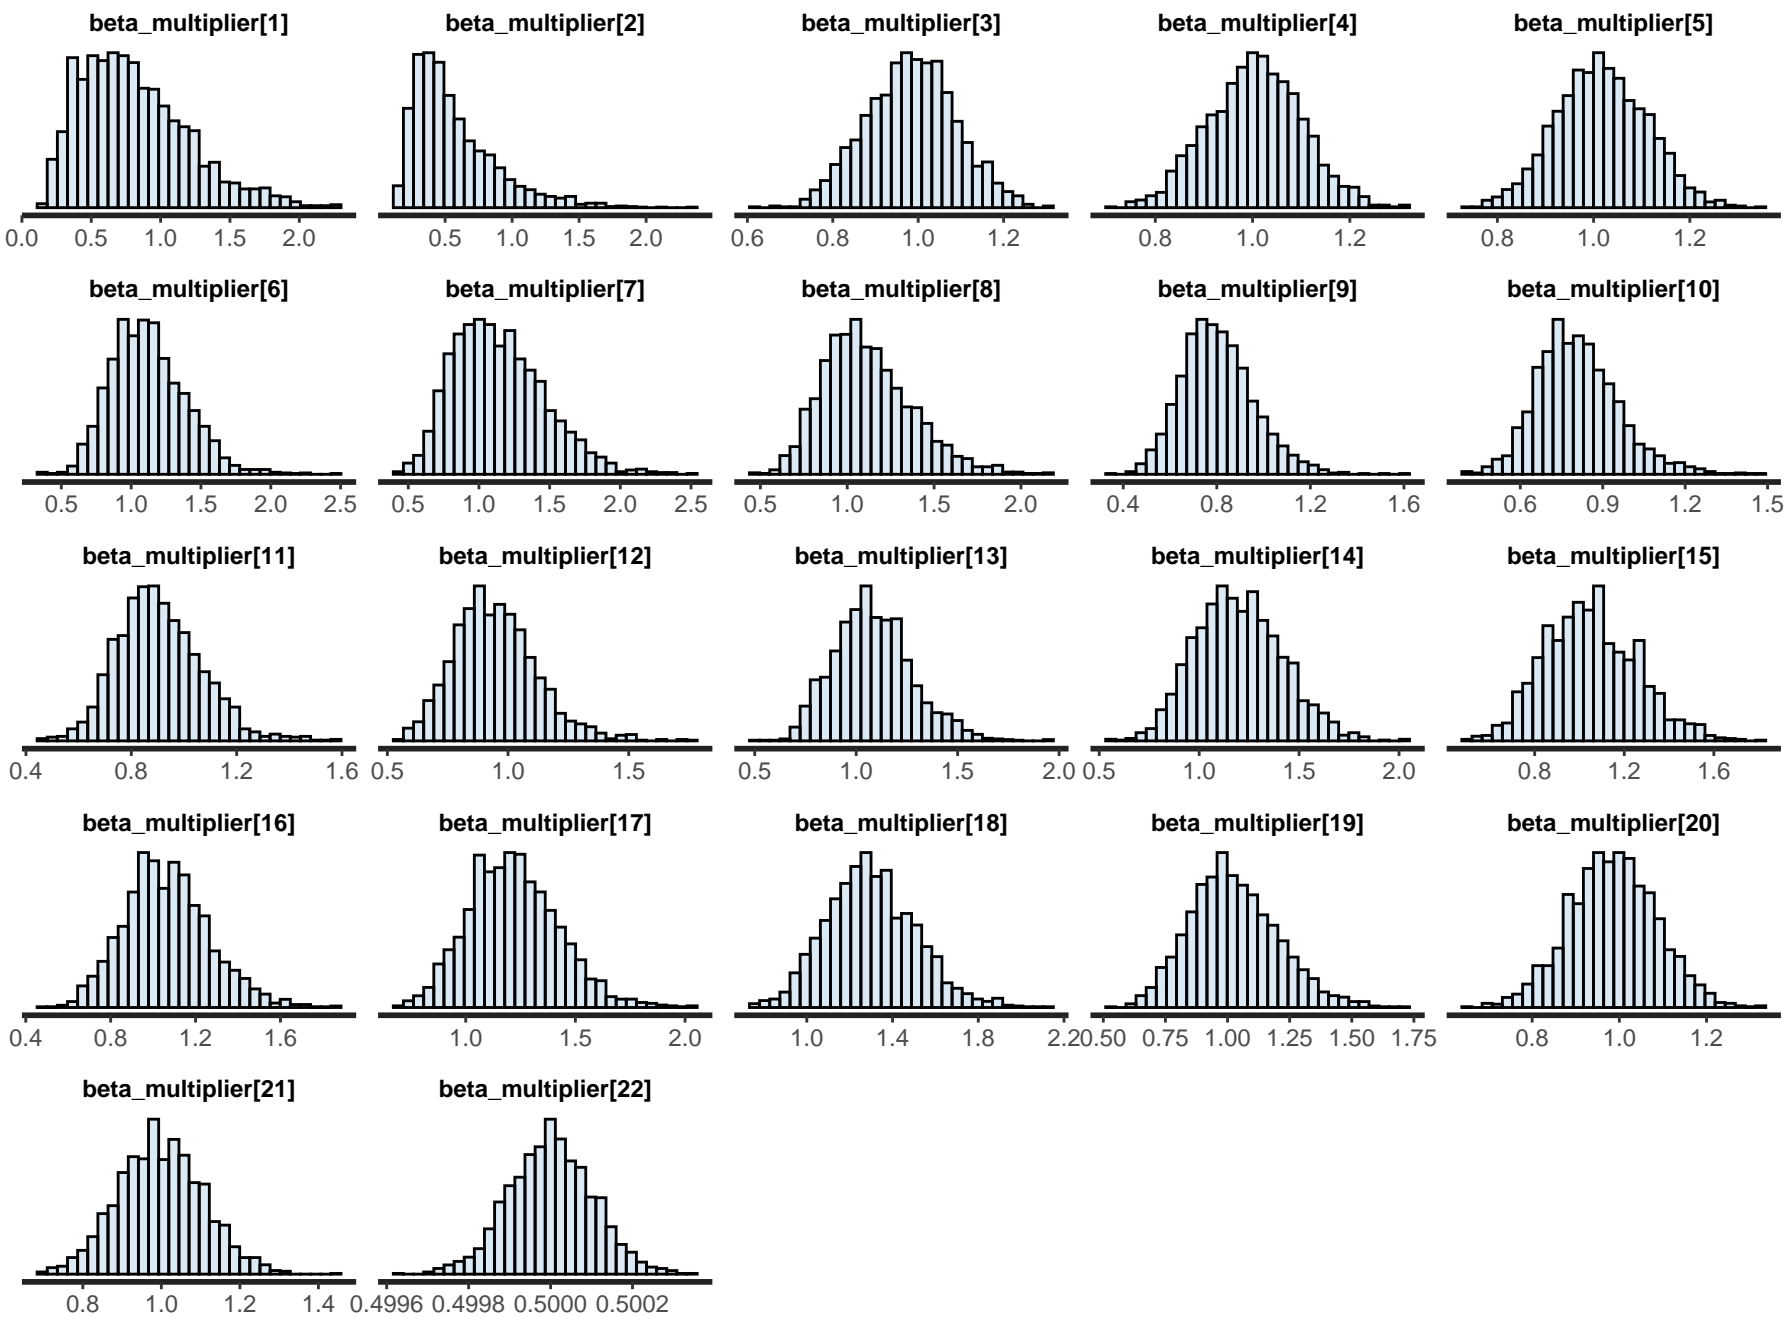 beta_multiplier[1] beta_multiplier[2] beta_multiplier[3] beta_multiplier[4] beta_multiplier[5]
0.0 0.5 1.0 1.5 2.0 0.5 1.0 1.5 2.0 0.6 0.8 1.0 1.2 0.8 1.0 1.2 0.8 1.0 1.2
beta_multiplier[6] beta_multiplier[7] beta_multiplier[8] beta_multiplier[9] beta_multiplier[10]
0.5 1.0 1.5 2.0 2.5 0.5 1.0 1.5 2.0 2.5 0.5 1.0 1.5 2.0 0.4 0.8 1.2 1.6 0.6 0.9 1.2 1.5
beta_multiplier[11] beta_multiplier[12] beta_multiplier[13] beta_multiplier[14] beta_multiplier[15]
0.4 0.8 1.2 1.6 0.5 1.0 1.5 0.5 1.0 1.5 2.0 0.5 1.0 1.5 2.0 0.8 1.2 1.6
beta_multiplier[16] beta_multiplier[17] beta_multiplier[18] beta_multiplier[19] beta_multiplier[20]
0.4 0.8 1.2 1.6 1.0 1.5 2.0 1.0 1.4 1.8 2.2 0.50 0.75 1.00 1.25 1.50 1.75 0.8 1.0 1.2
beta_multiplier[21] beta_multiplier[22]
0.8 1.0 1.2 1.4 0.4996 0.4998 0.5000 0.5002